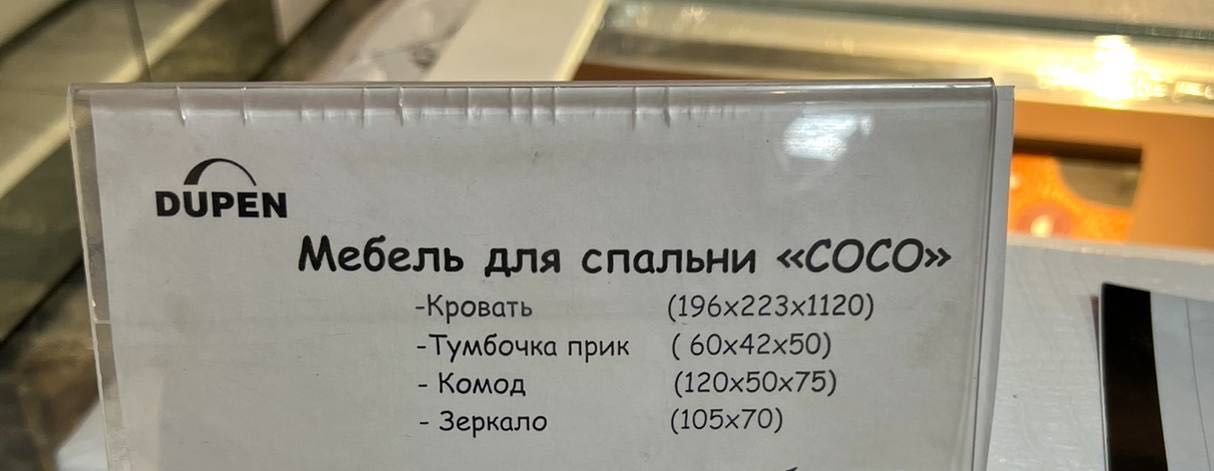 DUPEN
Мебель для спальни «COCO»
-Кровать (196x223x1120)
-Тумбочка прик ( 60x42x50)
- Комод (120x50x75)
- Зеркало (105x70)